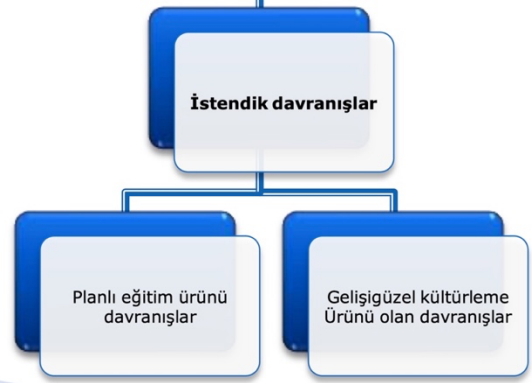 İstendik davranışlar
Planlı eğitim ürünü
davranışlar
Gelişigüzel kültürleme
Ürünü olan davranışlar